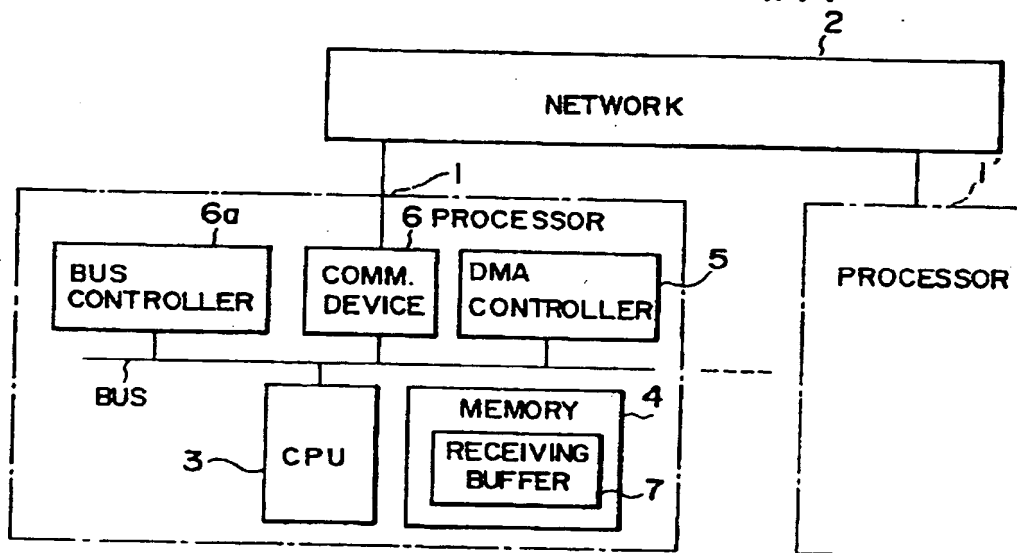 2
NETWORK
1
1'
6a
6 PROCESSOR
BUS
CONTROLLER
COMM.
DEVICE
DMA
CONTROLLER
5
PROCESSOR
BUS
3
CPU
MEMORY
4
RECEIVING
BUFFER
7